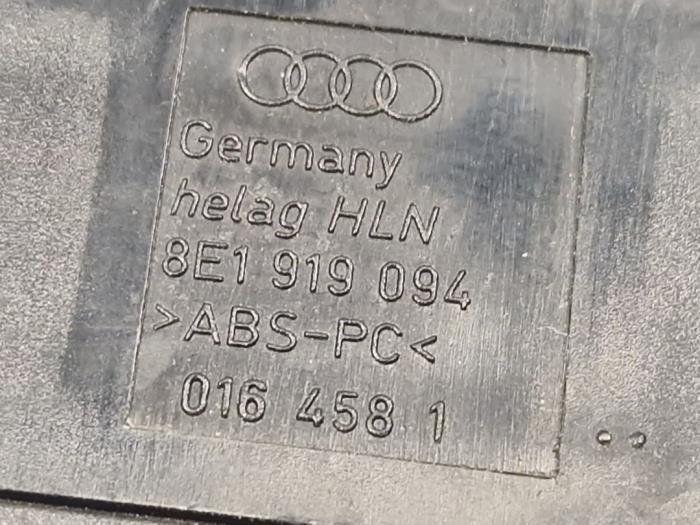 Germany
helag HLN
8E1 919 094
>ABS-PC<
016 458 1